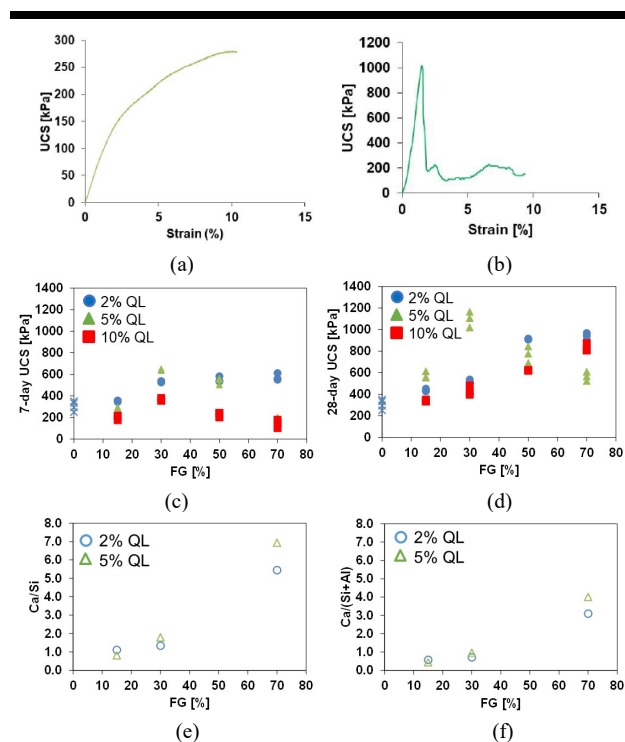 300
250
200
150
100
50
0
UCS [kPa]
0 5 10 15
Strain (%)
(a)
1200
1000
800
600
400
200
0
UCS [kPa]
0 5 10 15
Strain [%]
(b)
1400
1200
1000
800
600
400
200
0
7-day UCS [kPa]
2% QL
5% QL
10% QL
0 10 20 30 40 50 60 70 80
FG [%]
(c)
1400
1200
1000
800
600
400
200
0
28-day UCS [kPa]
2% QL
5% QL
10% QL
0 10 20 30 40 50 60 70 80
FG [%]
(d)
8.0
7.0
6.0
5.0
4.0
3.0
2.0
1.0
0.0
Ca/Si
2% QL
5% QL
0 10 20 30 40 50 60 70 80
FG [%]
(e)
8.0
7.0
6.0
5.0
4.0
3.0
2.0
1.0
0.0
Ca/(Si+Al)
2% QL
5% QL
0 10 20 30 40 50 60 70 80
FG [%]
(f)